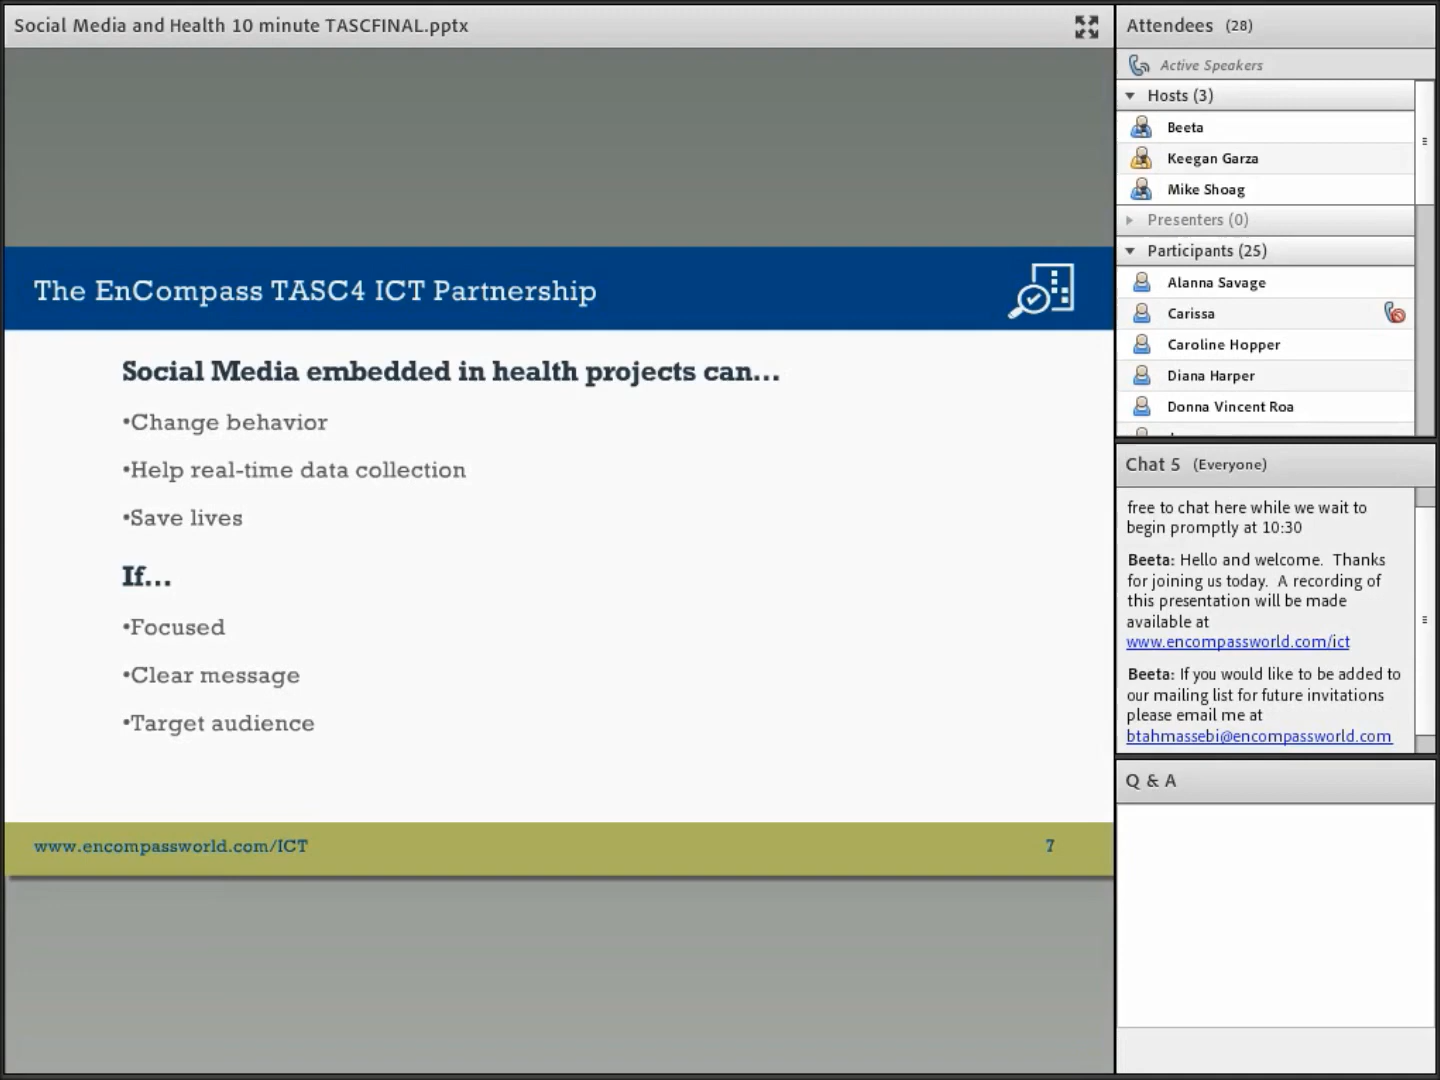 Social Media and Health 10 minute TASCFINAL.pptx
The EnCompass TASC4 ICT Partnership
Social Media embedded in health projects can...
•Change behavior
•Help real-time data collection
•Save lives
If...
•Focused
•Clear message
•Target audience
www.encompassworld.com/ICT
7
Attendees (28)
Active Speakers
Hosts (3)
Beeta
Keegan Garza
Mike Shoag
Presenters (0)
Participants (25)
Alanna Savage
Carissa
Caroline Hopper
Diana Harper
Donna Vincent Roa
Chat 5 (Everyone)
free to chat here while we wait to
begin promptly at 10:30
Beeta: Hello and welcome. Thanks
for joining us today. A recording of
this presentation will be made
available at
www.encompassworld.com/ict
Beeta: If you would like to be added to
our mailing list for future invitations
please email me at
btahmassebi@encompassworld.com
Q & A